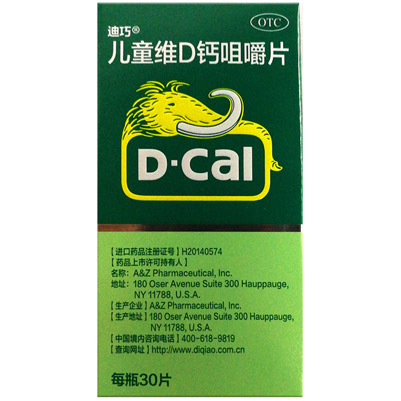 迪巧®
OTC
儿童维D钙咀嚼片
D·Cal
【进口药品注册证号】H20140574
【药品上市许可持有人】
名称：A&Z Pharmaceutical, Inc.
地址：180 Oser Avenue Suite 300 Hauppauge,
NY 11788, U.S.A.
【生产企业】A&Z Pharmaceutical, Inc.
【生产地址】180 Oser Avenue Suite 300 Hauppauge,
NY 11788, U.S.A.
【中国境内咨询电话】400-618-9819
【查询网址】http://www.diqiao.com.cn
每瓶30片